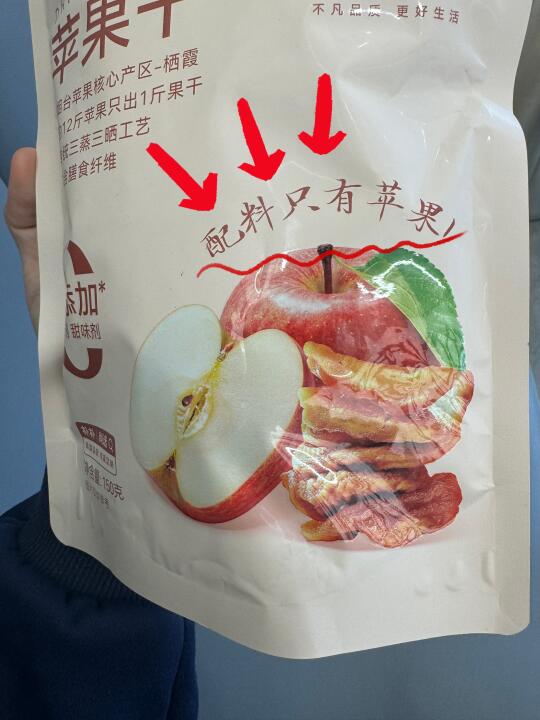 不凡品质·更好生活
苹果干
烟台苹果核心产区-栖霞
12斤苹果只出1斤果干
三蒸三晒工艺
膳食纤维
配料只有苹果!
添加*
甜味剂
净含量:150克